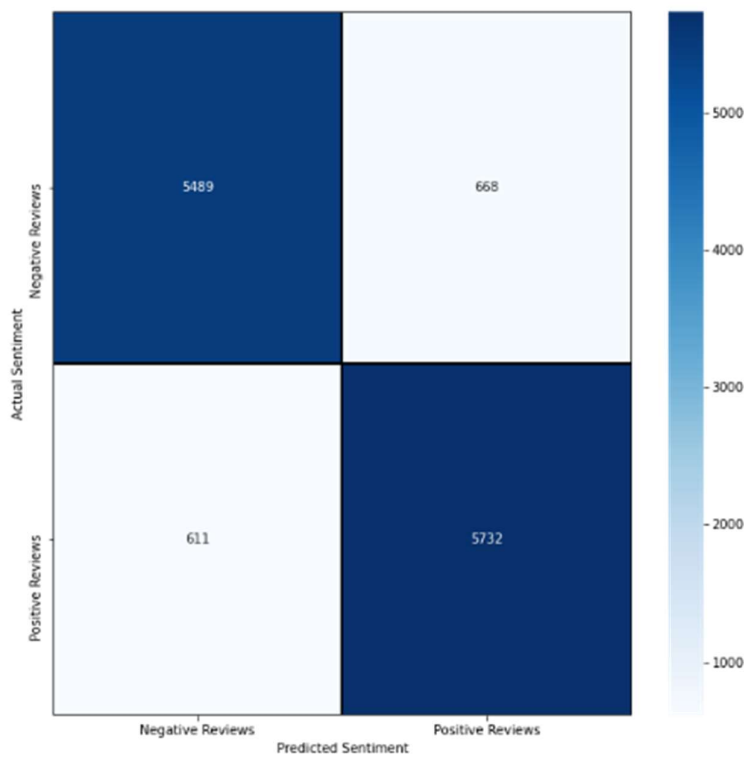 5000
5489
668
Negative Reviews
4000
Actual Sentiment
3000
2000
611
5732
Positive Reviews
1000
Negative Reviews
Positive Reviews
Predicted Sentiment